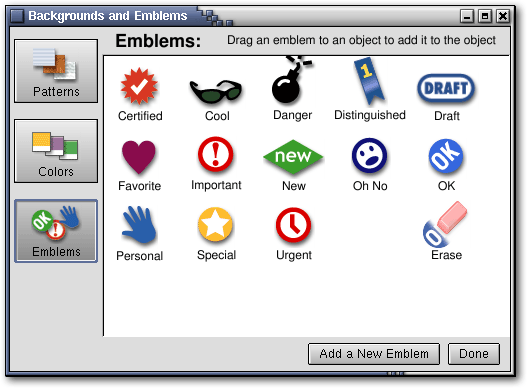 Backgrounds and Emblems
Emblems: Drag an emblem to an object to add it to the object
Patterns
Colors
OK
Emblems
1
DRAFT
Certified Cool Danger Distinguished Draft
new OK
Favorite Important New Oh No OK
Personal Special Urgent Erase
Add a New Emblem Done